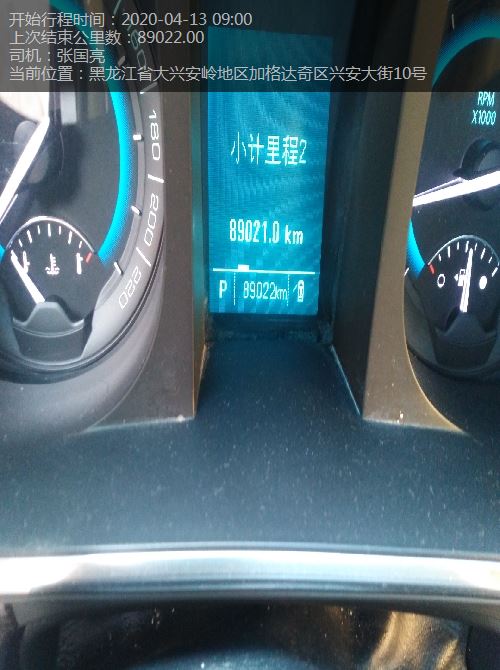 开始行程时间：2020-04-13 09:00
上次结束公里数：89022.00
司机：张国亮
当前位置：黑龙江省大兴安岭地区加格达奇区兴安大街10号
RPM
X1000
180
小计里程2
200
89021.0 km
220
P 89022km
0